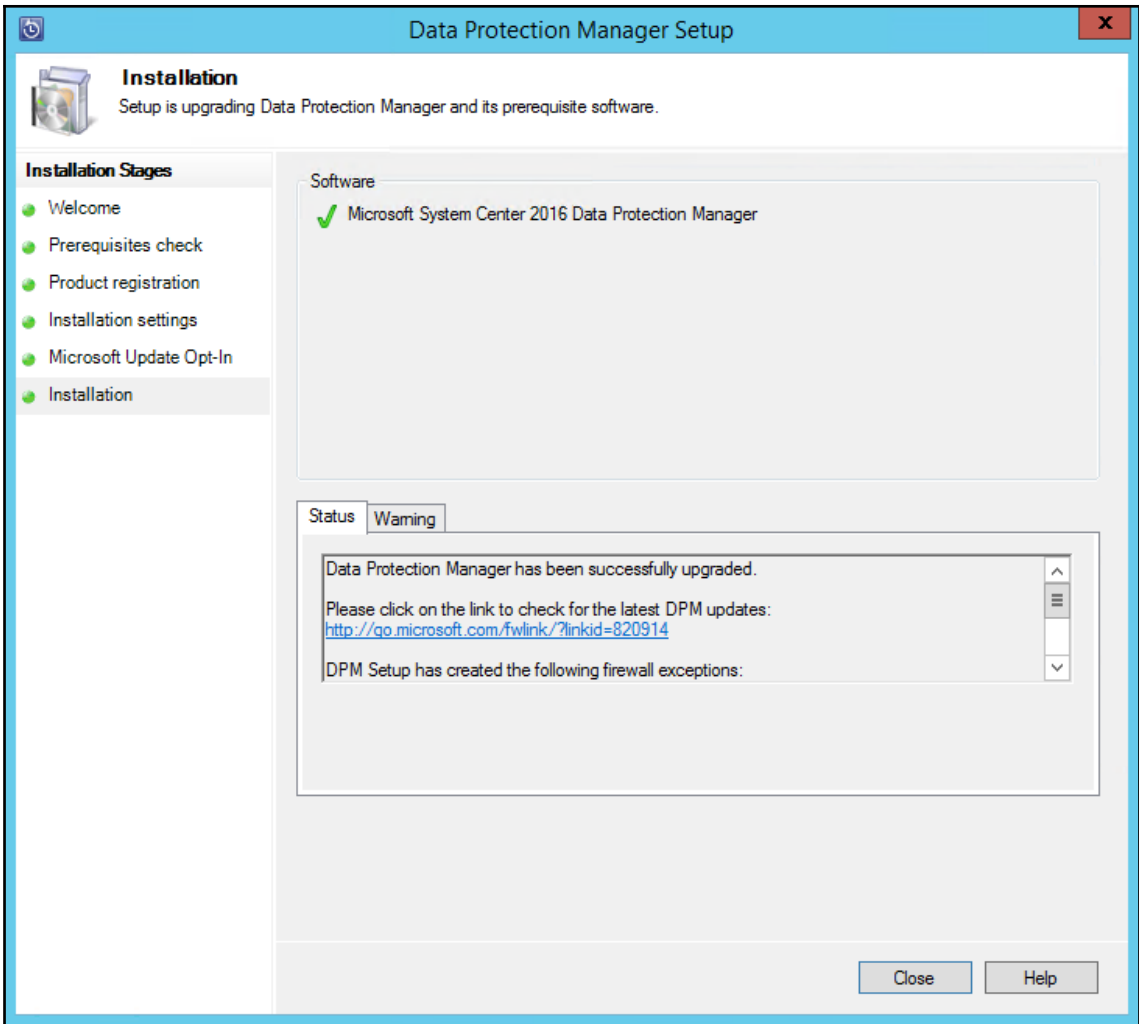 Data Protection Manager Setup
x
Installation
Setup is upgrading Data Protection Manager and its prerequisite software.
Installation Stages
Welcome
Prerequisites check
Product registration
Installation settings
Microsoft Update Opt-In
Installation
Software
Microsoft System Center 2016 Data Protection Manager
Status
Warning
Data Protection Manager has been successfully upgraded.
Please click on the link to check for the latest DPM updates:
http://go.microsoft.com/fwlink/?linkid=820914
DPM Setup has created the following firewall exceptions:
Close
Help